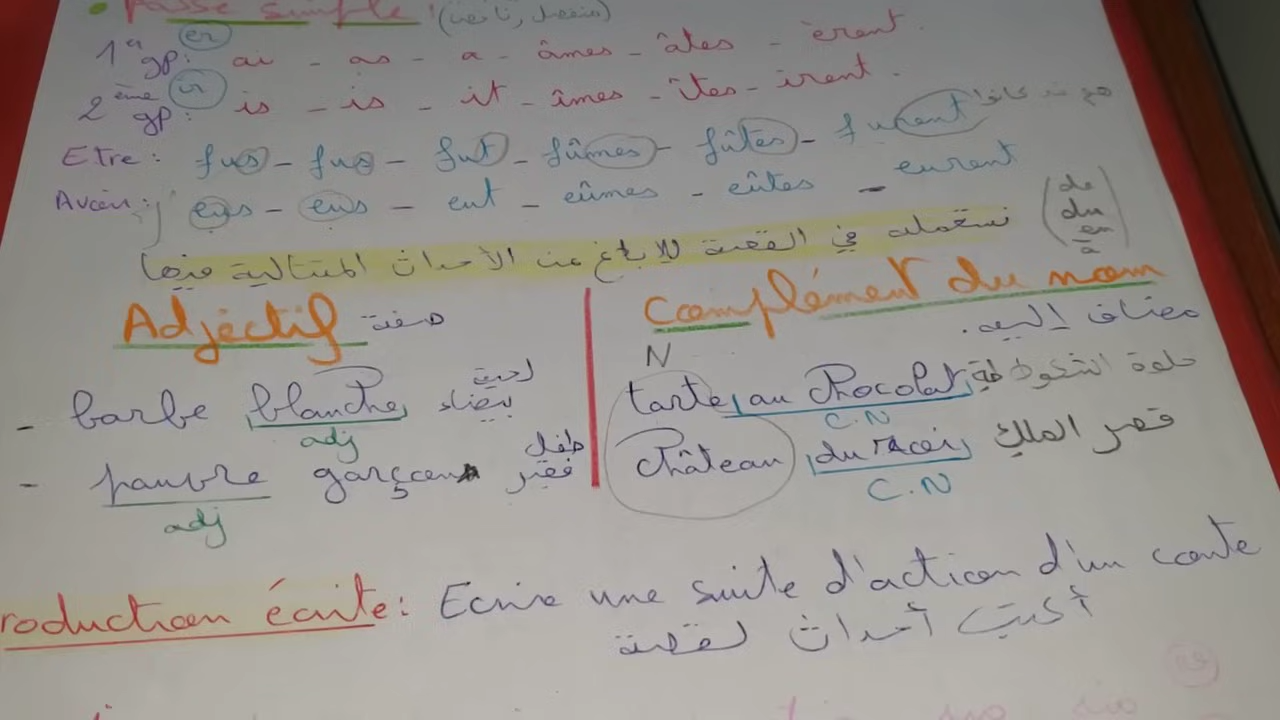 Passé simple :
1er gp: er ai - as - a - âmes - âtes - èrent.
2ème gp: ir is - is - it - îmes - îtes - irent.
Etre: fus - fus - fut - fûmes - fûtes - furent
Avoir: eus - eus - eut - eûmes - eûtes - eurent
نستعمله في القصة للإبلاغ عن الأحداث المتتالية
de
du
en
à
Adjéctif صفة
- barbe blanche لحية بيضاء
adj
- pauvre garçon طفل فقير
adj
Complément du nom
مضاف إليه.
N
tarte au chocolat حلوة الشكولاطة
C.N
Château du roi قصر الملك
C.N
roduction écrite: Ecrire une suite d'action d'un conte
أكتب أحداث لقصة